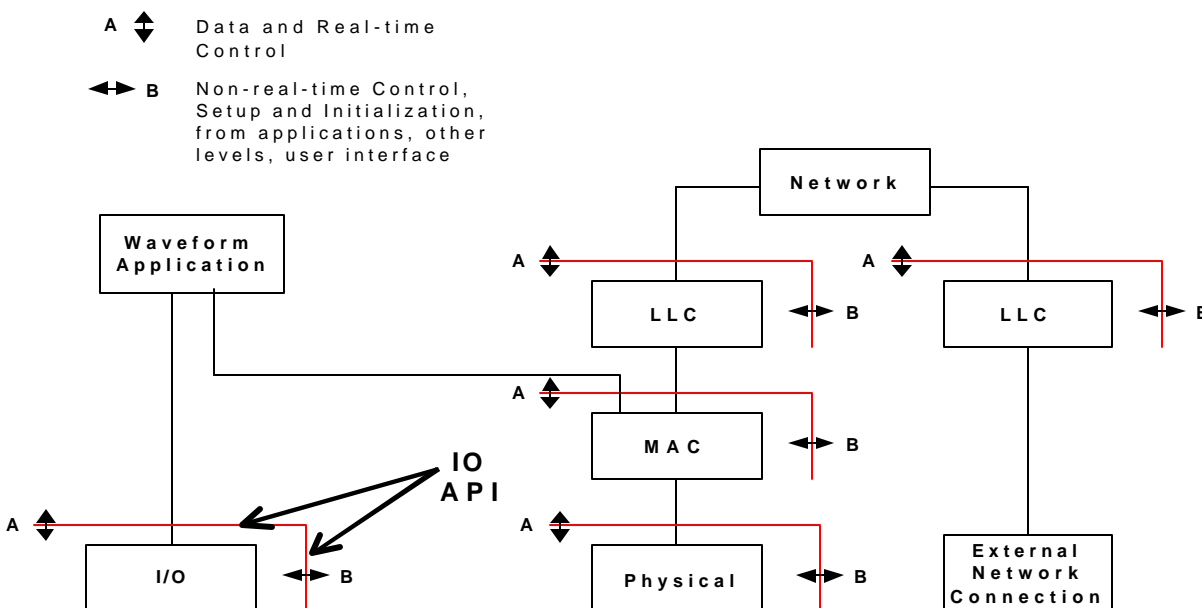 A Data and Real-time
Control
B Non-real-time Control,
Setup and Initialization,
from applications, other
levels, user interface
Network
Waveform
Application
A
A
LLC
B
LLC
B
A
MAC
B
IO
API
A
A
I/O
B
Physical
B
External
Network
Connection